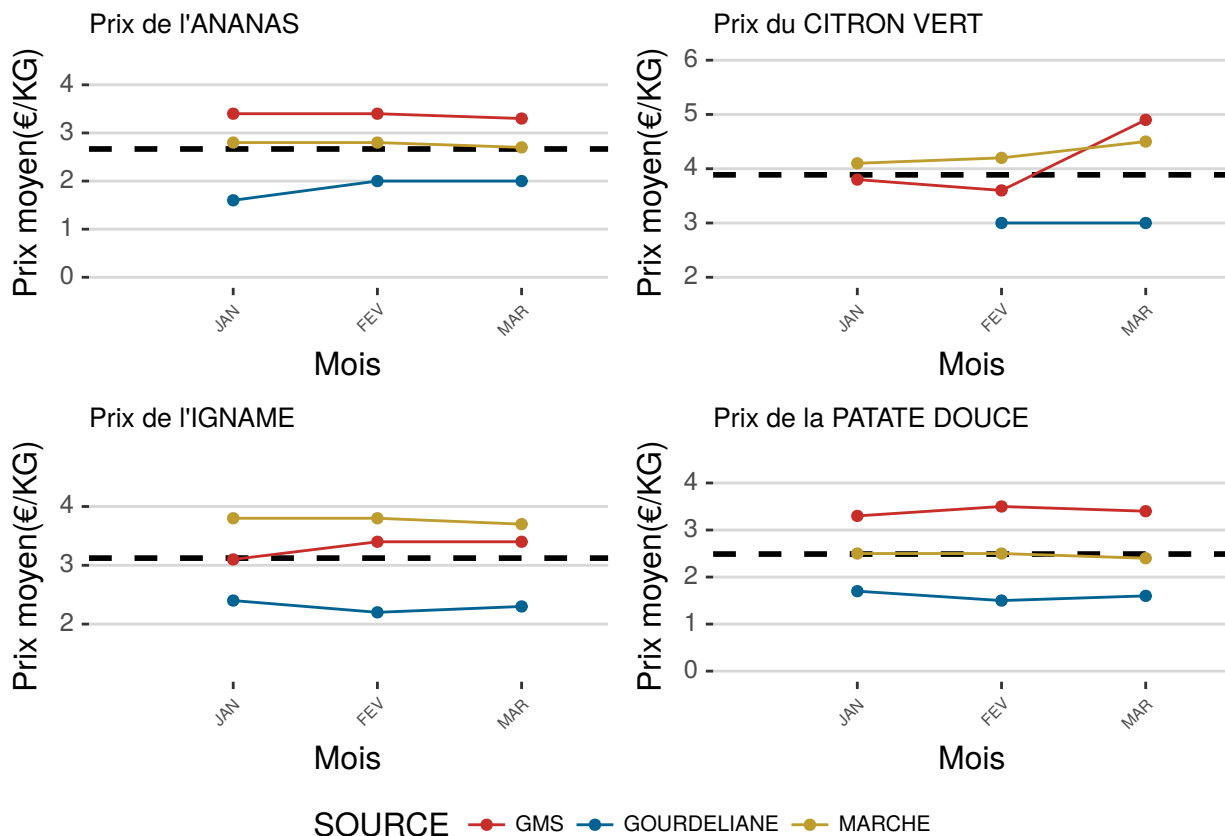 Prix de l'ANANAS
Prix moyen(€/KG)
4
3
2
1
0
JAN
FEV
MAR
Mois
Prix du CITRON VERT
Prix moyen(€/KG)
6
5
4
3
2
JAN
FEV
MAR
Mois
Prix de l'IGNAME
Prix moyen(€/KG)
4
3
2
JAN
FEV
MAR
Mois
Prix de la PATATE DOUCE
Prix moyen(€/KG)
4
3
2
1
0
JAN
FEV
MAR
Mois
SOURCE GMS GOURDELIANE MARCHE